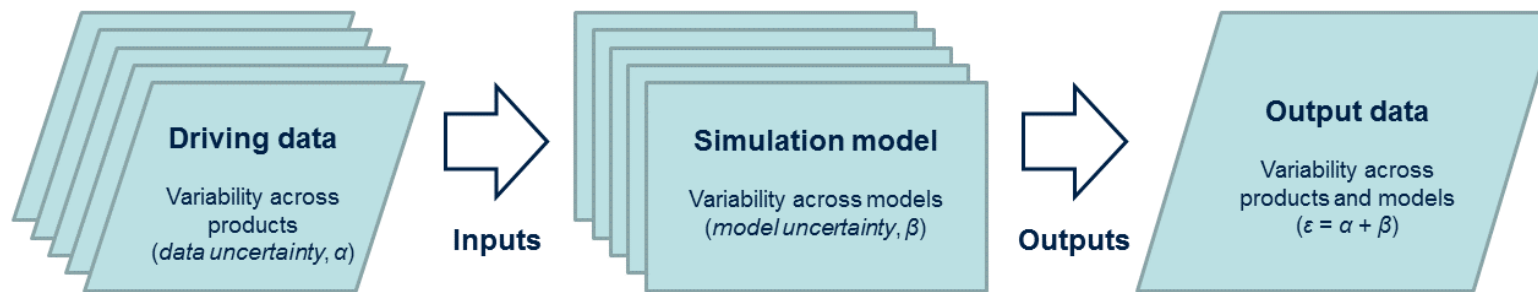 Driving data
Variability across
products
(data uncertainty, α)
Inputs
Simulation model
Variability across models
(model uncertainty, β)
Outputs
Output data
Variability across
products and models
(ε = α + β)